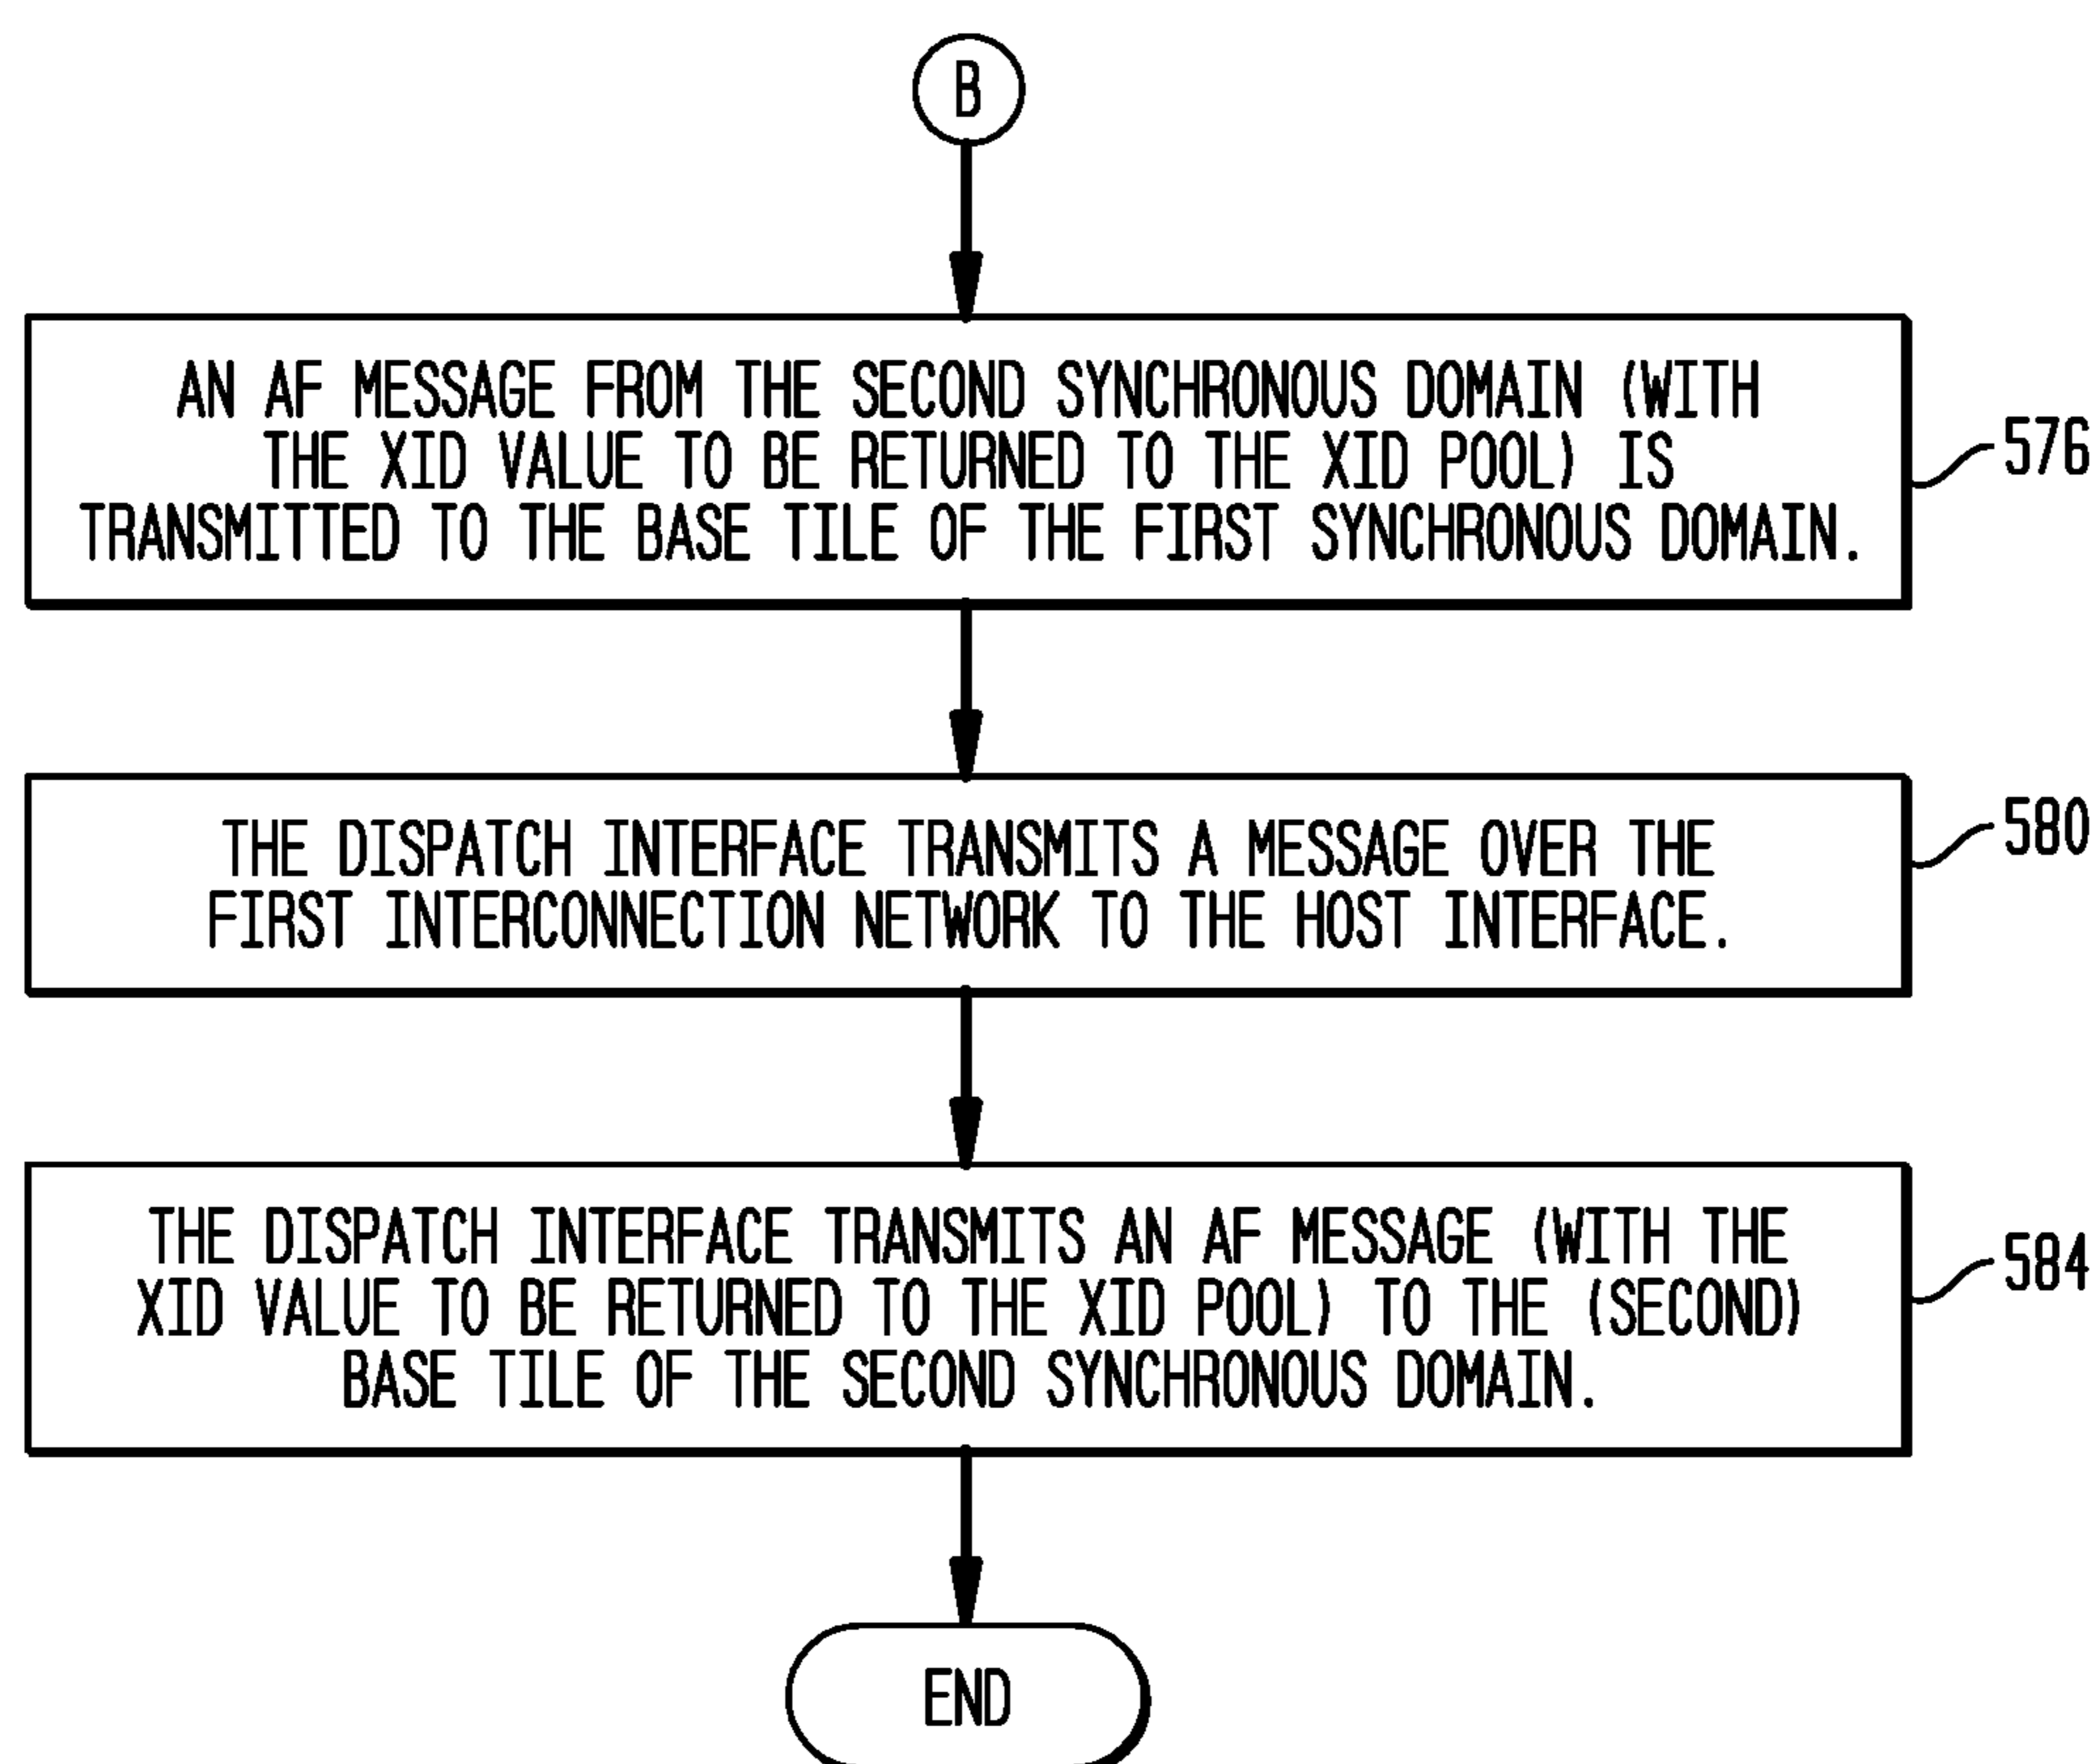 B
AN AF MESSAGE FROM THE SECOND SYNCHRONOUS DOMAIN (WITH
THE XID VALUE TO BE RETURNED TO THE XID POOL) IS
TRANSMITTED TO THE BASE TILE OF THE FIRST SYNCHRONOUS DOMAIN.
576
THE DISPATCH INTERFACE TRANSMITS A MESSAGE OVER THE
FIRST INTERCONNECTION NETWORK TO THE HOST INTERFACE.
580
THE DISPATCH INTERFACE TRANSMITS AN AF MESSAGE (WITH THE
XID VALUE TO BE RETURNED TO THE XID POOL) TO THE (SECOND)
BASE TILE OF THE SECOND SYNCHRONOUS DOMAIN.
584
END